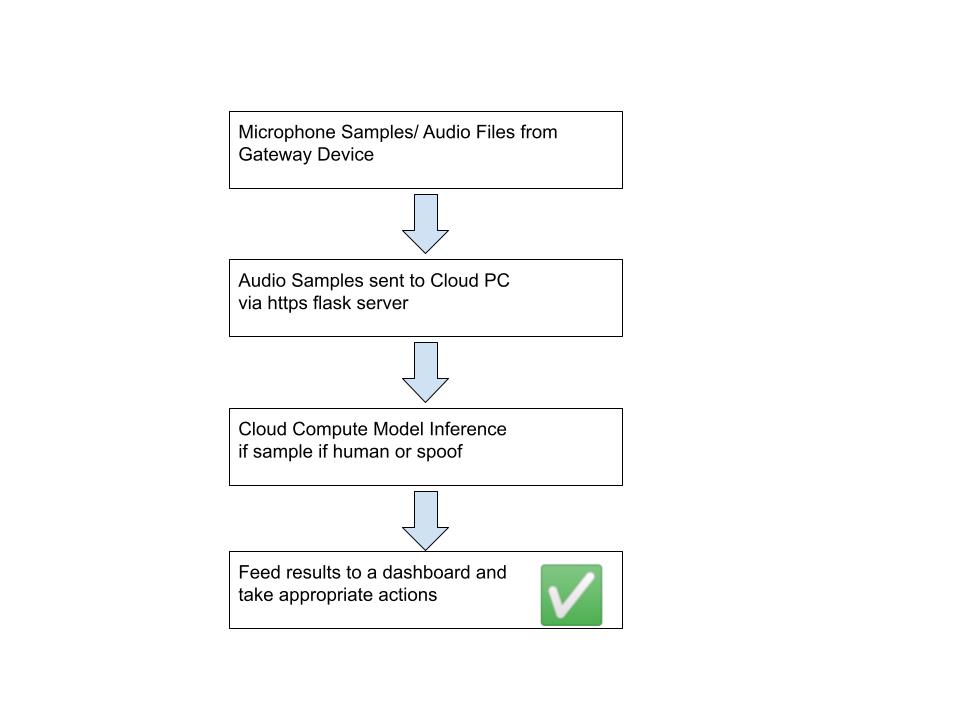 Microphone Samples/ Audio Files from
Gateway Device
Audio Samples sent to Cloud PC
via https flask server
Cloud Compute Model Inference
if sample if human or spoof
Feed results to a dashboard and
take appropriate actions